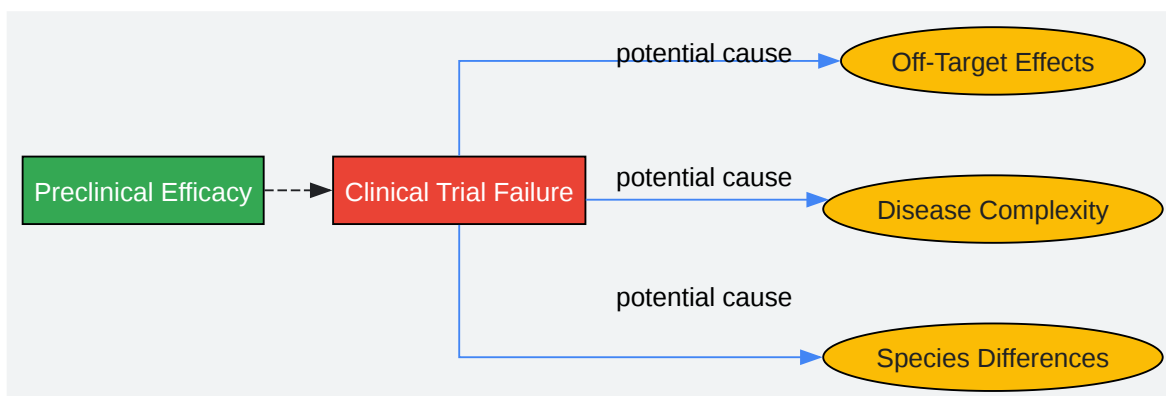 potential cause
Off-Target Effects
Preclinical Efficacy
Clinical Trial Failure
potential cause
Disease Complexity
potential cause
Species Differences